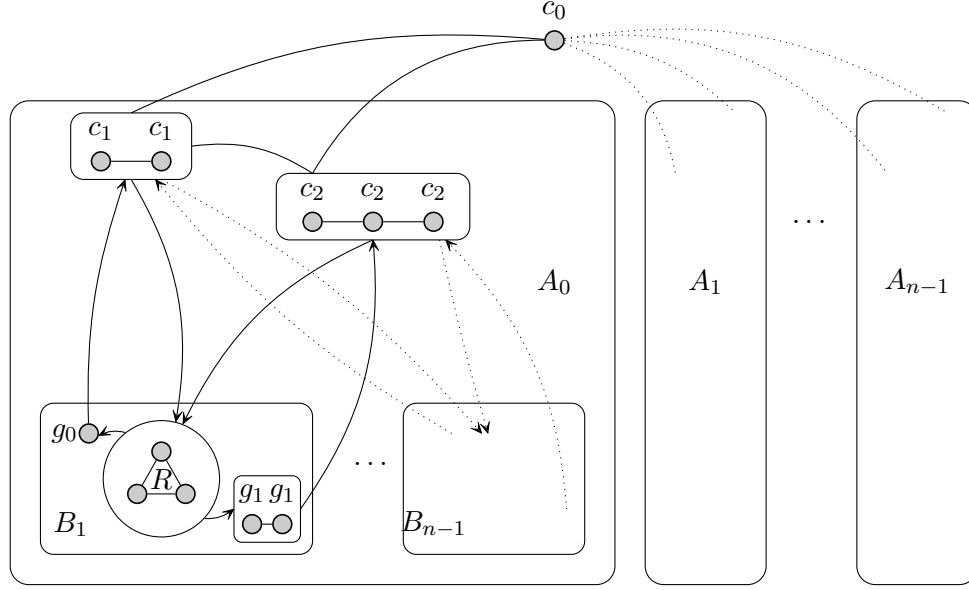 c₀
c₁ c₁
c₂ c₂ c₂
A₀
A₁
⋯
Aₙ₋₁
g₀
R
g₁ g₁
B₁
⋯
Bₙ₋₁